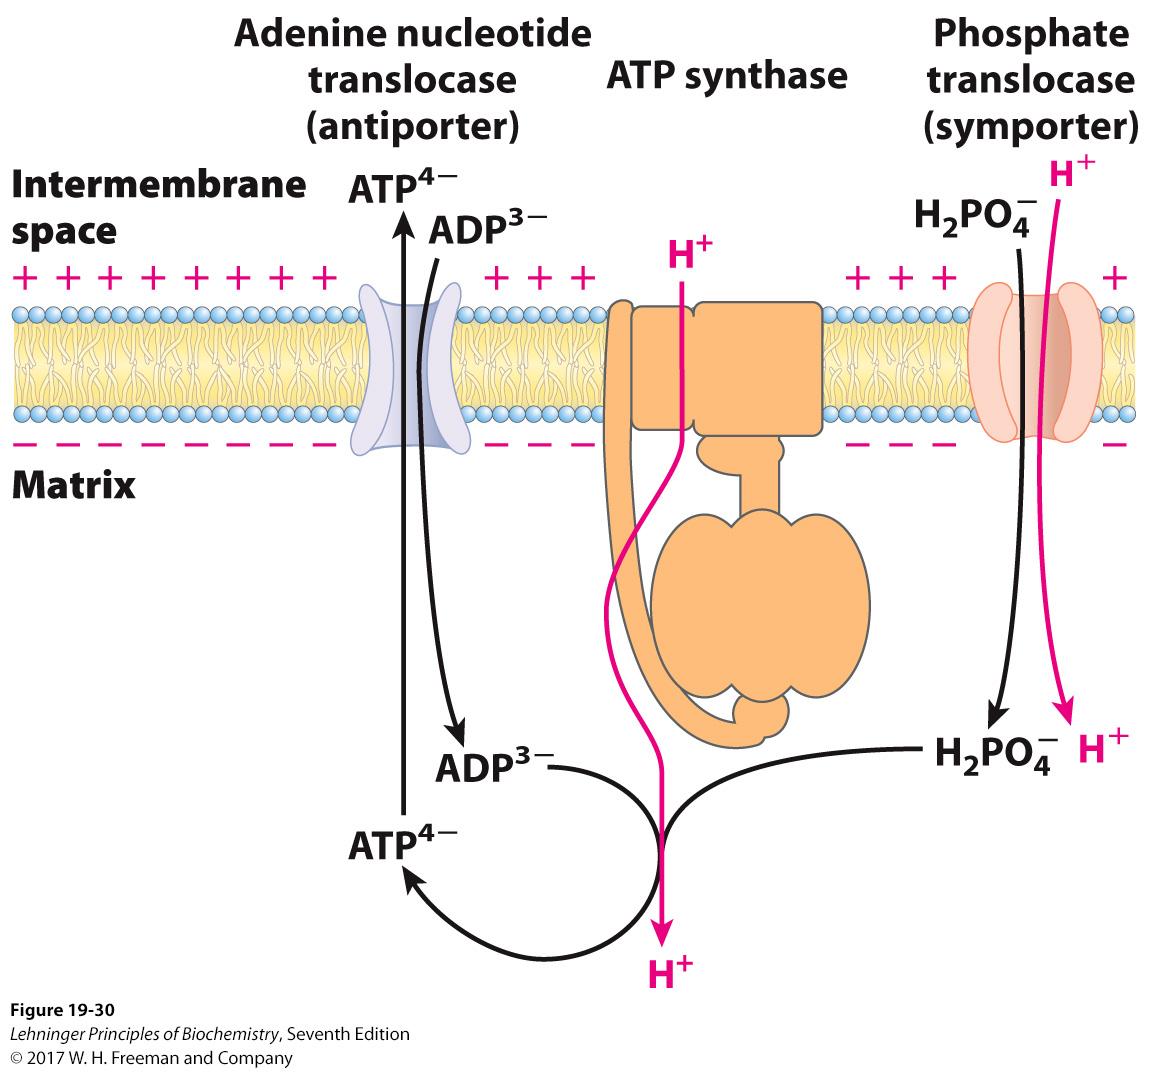 Adenine nucleotide
translocase
(antiporter)
ATP synthase
Phosphate
translocase
(symporter)
Intermembrane
space
ATP⁴⁻
ADP³⁻
H⁺
H₂PO₄⁻
H⁺
+ + + + + + + + + + + + + + +
− − − − − − − − − − − − − − −
Matrix
ADP³⁻
H₂PO₄⁻ H⁺
ATP⁴⁻
H⁺
Figure 19-30
Lehninger Principles of Biochemistry, Seventh Edition
© 2017 W. H. Freeman and Company